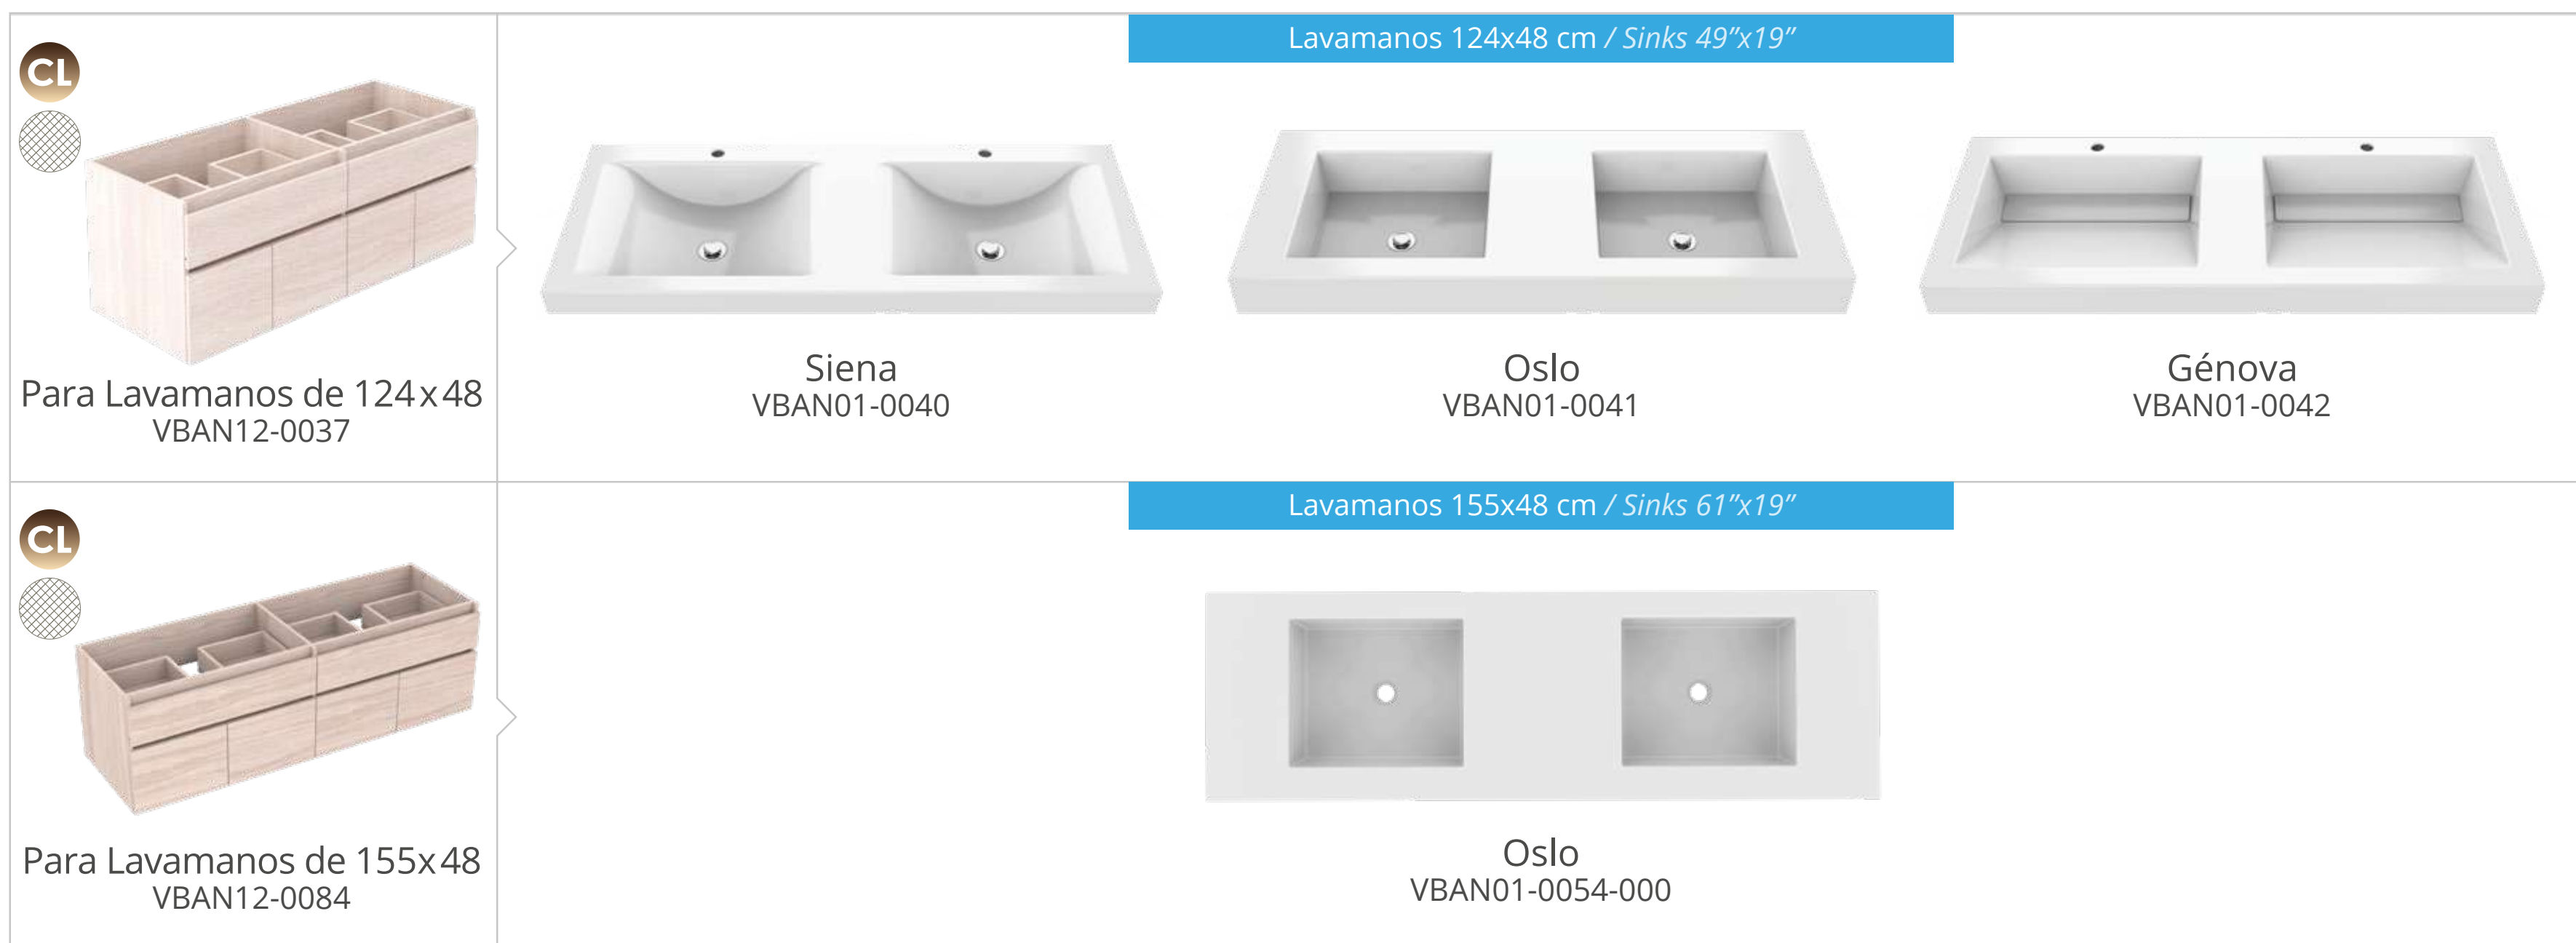 CL
Para Lavamanos de 124x48
VBAN12-0037
Lavamanos 124x48 cm / Sinks 49”x19”
Siena
VBAN01-0040
Oslo
VBAN01-0041
Génova
VBAN01-0042
CL
Para Lavamanos de 155x48
VBAN12-0084
Lavamanos 155x48 cm / Sinks 61”x19”
Oslo
VBAN01-0054-000